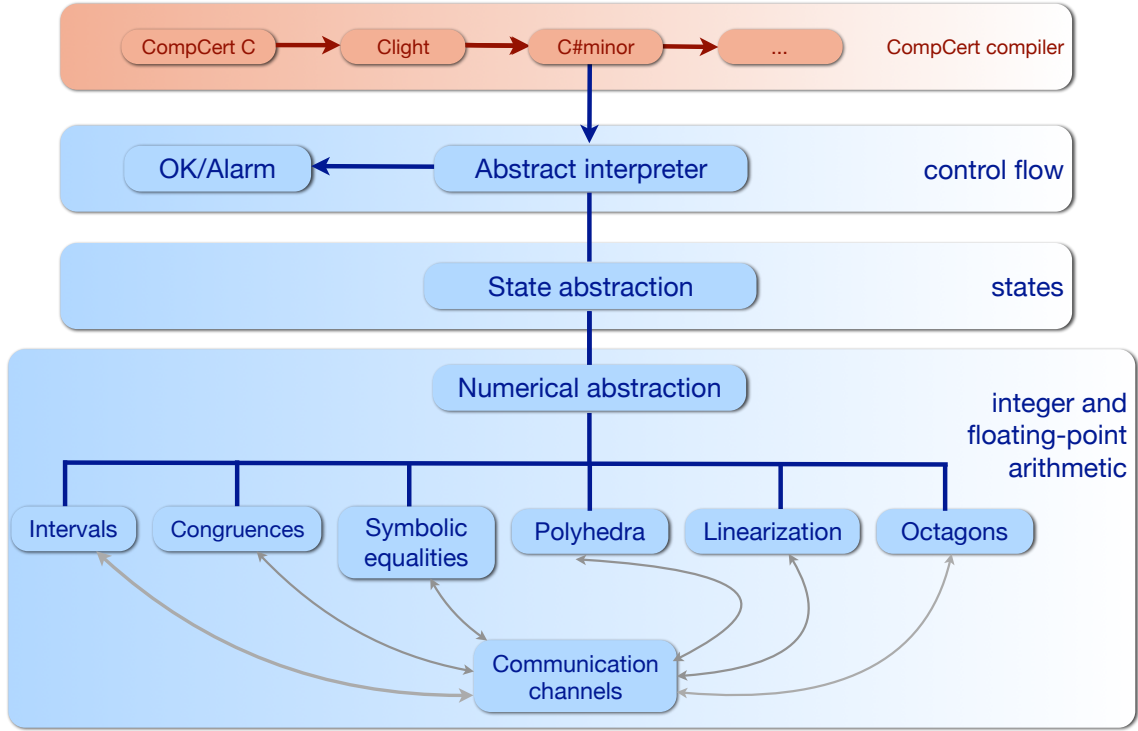 CompCert C
Clight
C#minor
...
CompCert compiler
OK/Alarm
Abstract interpreter
control flow
State abstraction
states
Numerical abstraction
integer and
floating-point
arithmetic
Intervals
Congruences
Symbolic
equalities
Polyhedra
Linearization
Octagons
Communication
channels